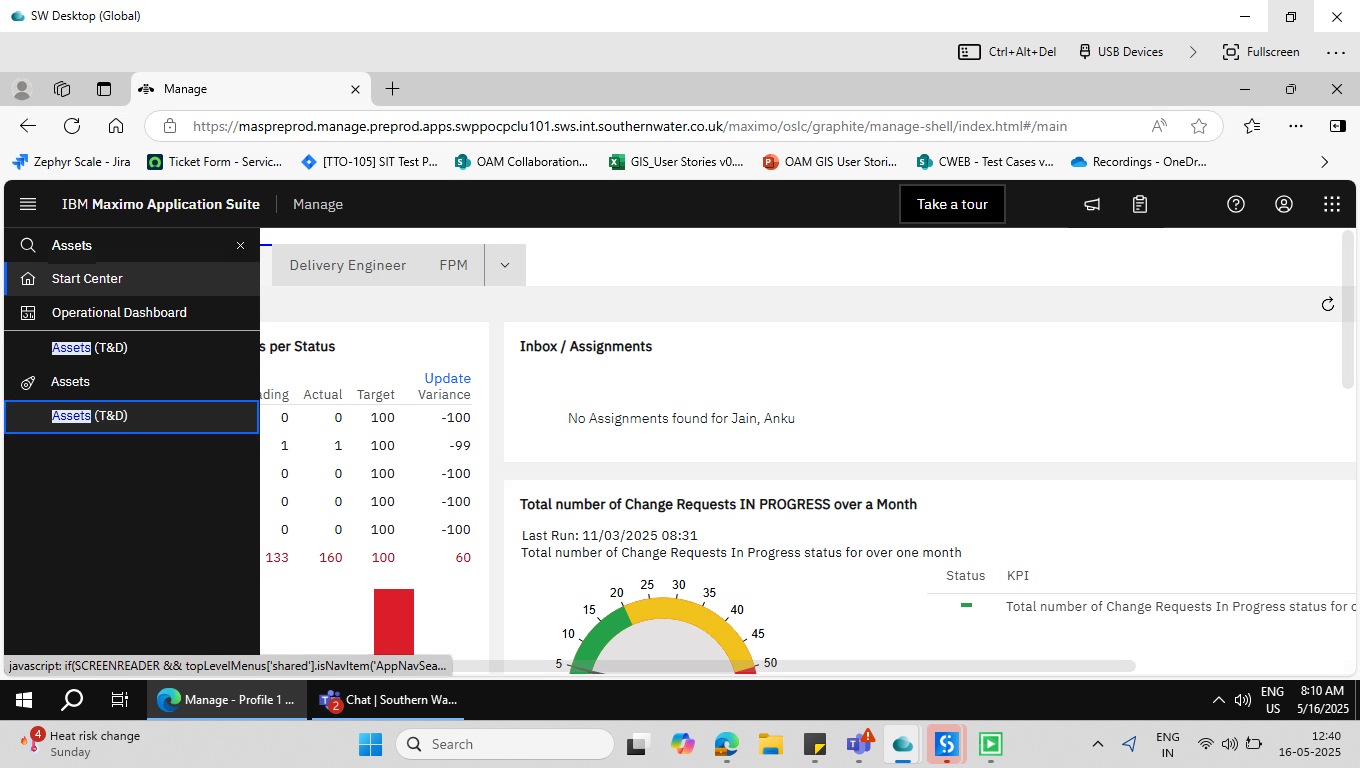 SW Desktop (Global)
Ctrl+Alt+Del USB Devices Fullscreen
Manage
https://maspreprod.manage.preprod.apps.swppocpclu101.sws.int.southernwater.co.uk/maximo/oslc/graphite/manage-shell/index.html#/main
Zephyr Scale - Jira Ticket Form - Servic... [TTO-105] SIT Test P... OAM Collaboration... GIS_User Stories v0.... OAM GIS User Stori... CWEB - Test Cases v... Recordings - OneDr...
IBM Maximo Application Suite Manage Take a tour
Assets
Start Center
Operational Dashboard
Assets (T&D)
Assets
Assets (T&D)
Delivery Engineer FPM
s per Status
Update
ding Actual Target Variance
0 0 100 -100
1 1 100 -99
0 0 100 -100
0 0 100 -100
0 0 100 -100
133 160 100 60
Inbox / Assignments
No Assignments found for Jain, Anku
Total number of Change Requests IN PROGRESS over a Month
Last Run: 11/03/2025 08:31
Total number of Change Requests In Progress status for over one month
Status KPI
Total number of Change Requests In Progress status for o
5
10
15
20
25
30
35
40
45
50
javascript: if(SCREENREADER && topLevelMenus['shared'].isNavItem('AppNavSea...
Manage - Profile 1 ... 2 Chat | Southern Wa... ENG US 8:10 AM 5/16/2025
4 Heat risk change
Sunday
Search
ENG
IN
12:40
16-05-2025